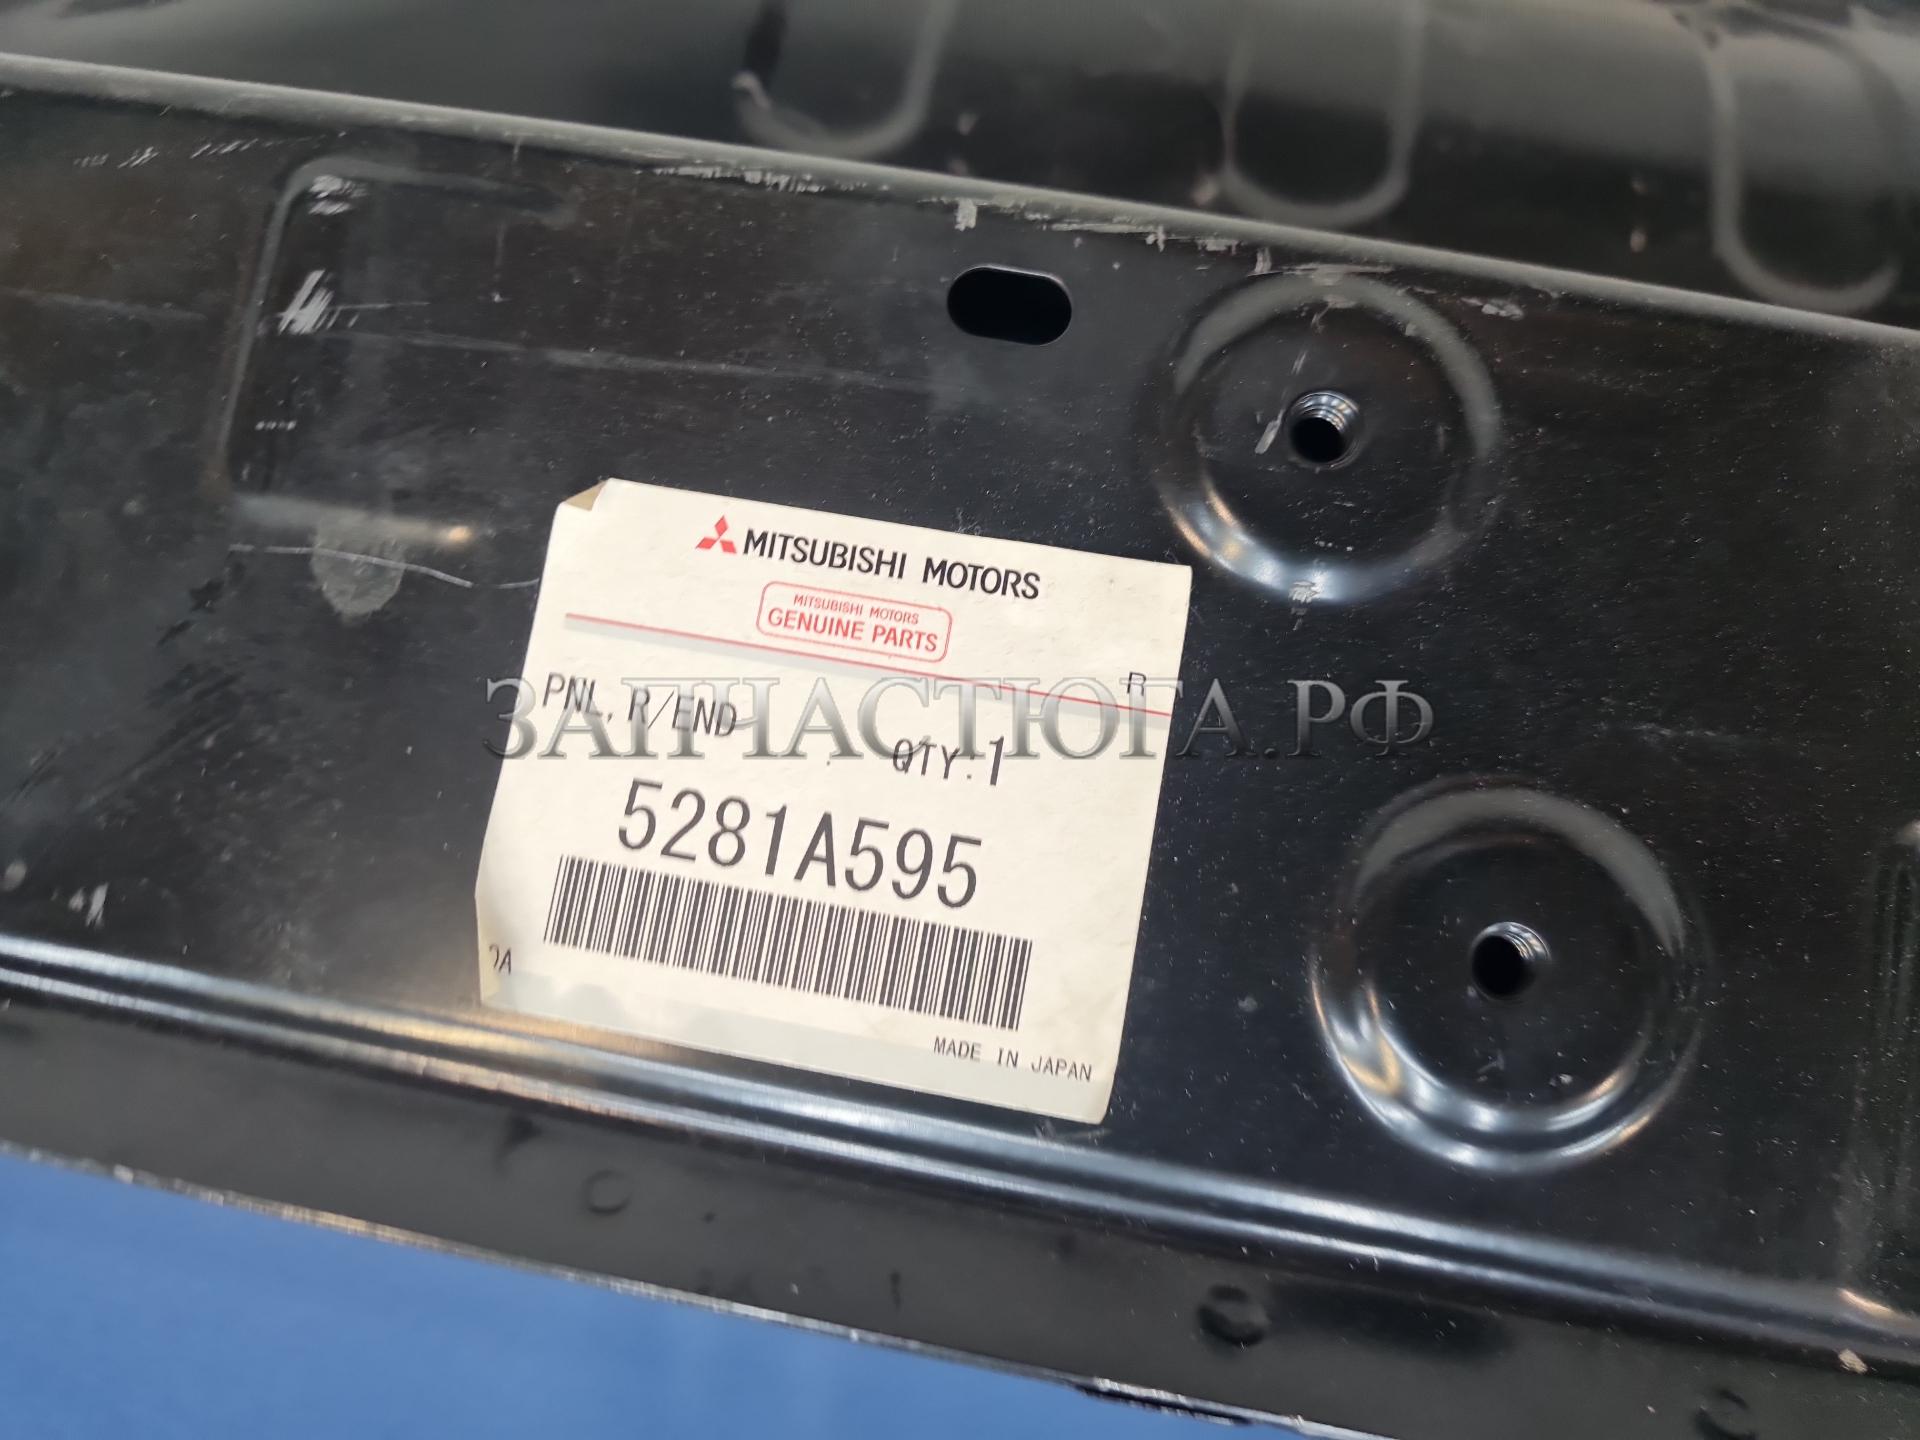 MITSUBISHI MOTORS
MITSUBISHI MOTORS
GENUINE PARTS
R
PNL, R/END
ЗАПЧАСТЮГА.РФ
QTY:1
5281A595
MADE IN JAPAN